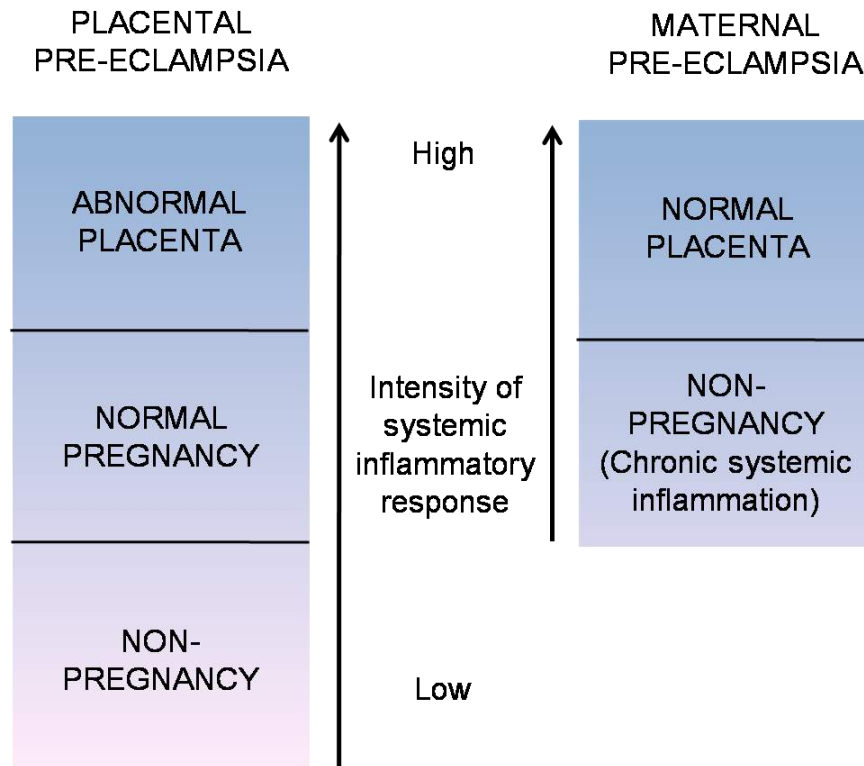 PLACENTAL
PRE-ECLAMPSIA
ABNORMAL
PLACENTA
NORMAL
PREGNANCY
NON-
PREGNANCY
High
Intensity of
systemic
inflammatory
response
Low
MATERNAL
PRE-ECLAMPSIA
NORMAL
PLACENTA
NON-
PREGNANCY
(Chronic systemic
inflammation)